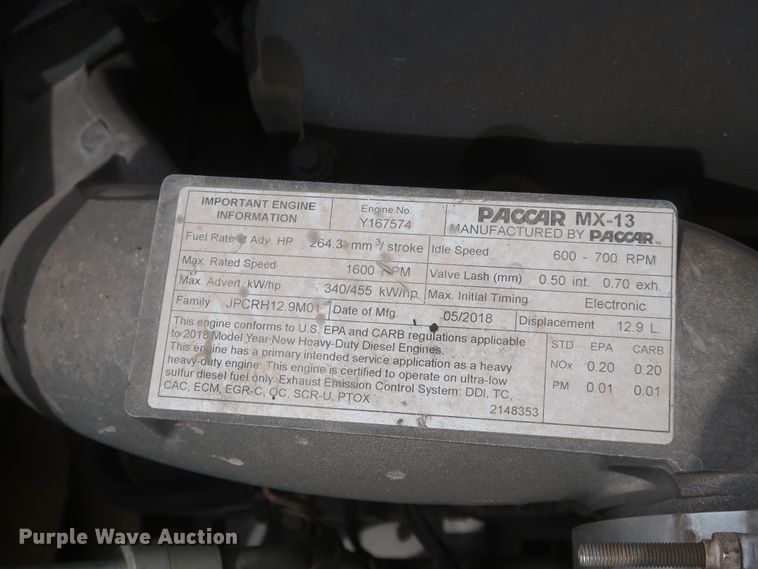 IMPORTANT ENGINE
INFORMATION
Engine No
Y167574
PACCAR MX-13
MANUFACTURED BY PACCAR
Fuel Rate at Adv. HP 264.3 mm³/stroke
Idle Speed 600 - 700 RPM
Max. Rated Speed 1600 RPM
Valve Lash (mm) 0.50 int. 0.70 exh.
Max. Advert. kW/hp 340/455 kW/hp
Max. Initial Timing Electronic
Family JPCRH12.9M01 Date of Mfg. 05/2018 Displacement 12.9 L
This engine conforms to U.S. EPA and CARB regulations applicable
to 2018 Model Year New Heavy-Duty Diesel Engines.
This engine has a primary intended service application as a heavy
heavy-duty engine. This engine is certified to operate on ultra-low
sulfur diesel fuel only. Exhaust Emission Control System: DDI, TC,
CAC, ECM, EGR-C, OC, SCR-U, PTOX
2148353
STD EPA CARB
NOx 0.20 0.20
PM 0.01 0.01
Purple Wave Auction